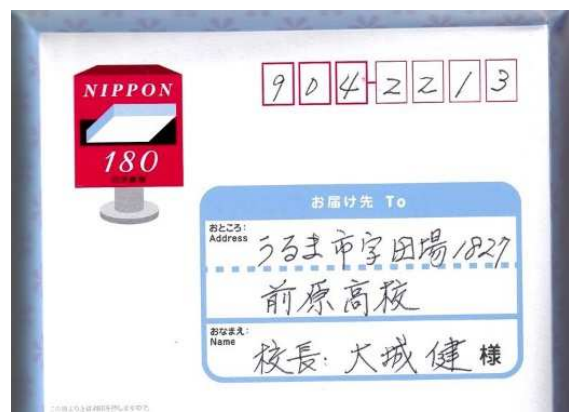 NIPPON
180
904-2213
お届け先 To
おところ:
Address
うるま市字田場1827
前原高校
おなまえ:
Name
校長: 大城 健 様